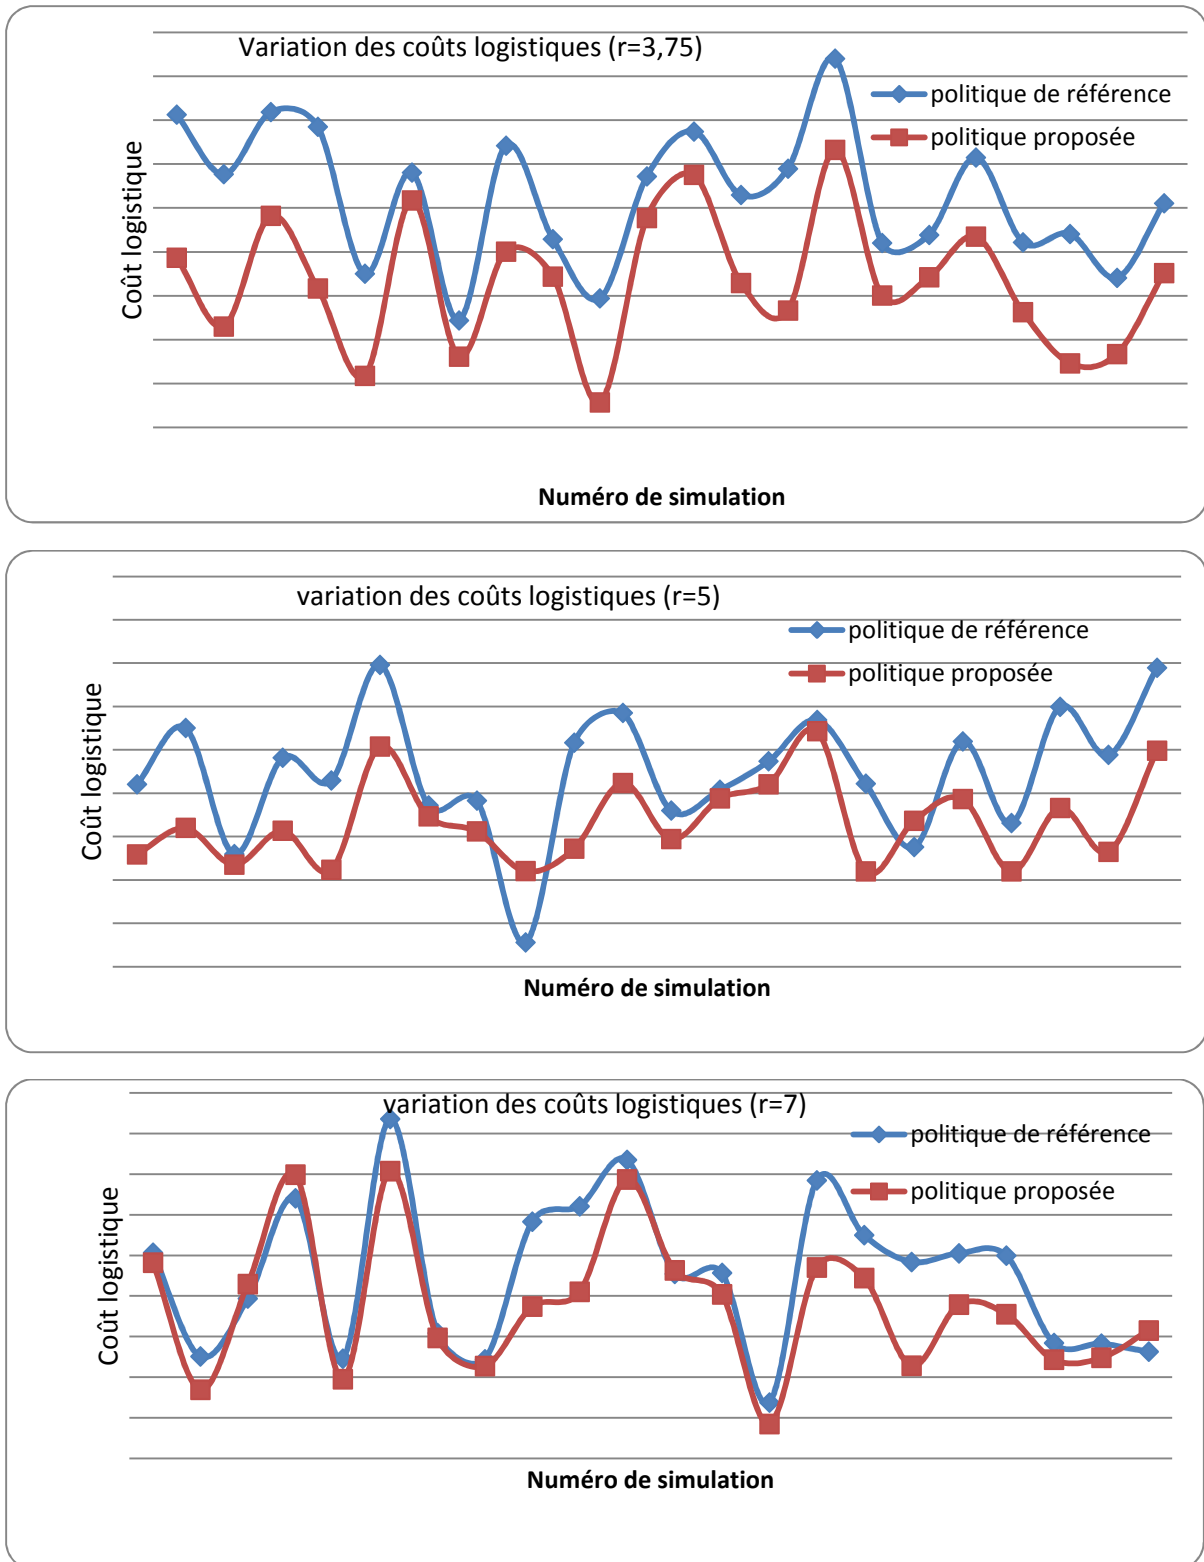 Variation des coûts logistiques (r=3,75)
politique de référence
politique proposée
Coût logistique
Numéro de simulation
variation des coûts logistiques (r=5)
politique de référence
politique proposée
Coût logistique
Numéro de simulation
variation des coûts logistiques (r=7)
politique de référence
politique proposée
Coût logistique
Numéro de simulation